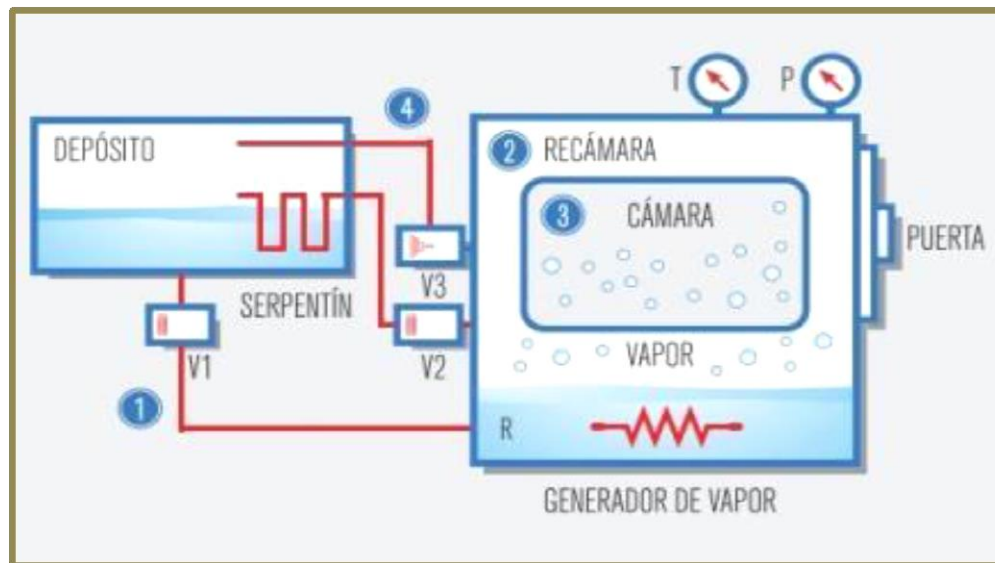 T
P
4
DEPÓSITO
2
RECÁMARA
3
CÁMARA
PUERTA
V3
SERPENTÍN
V1
V2
VAPOR
1
R
GENERADOR DE VAPOR